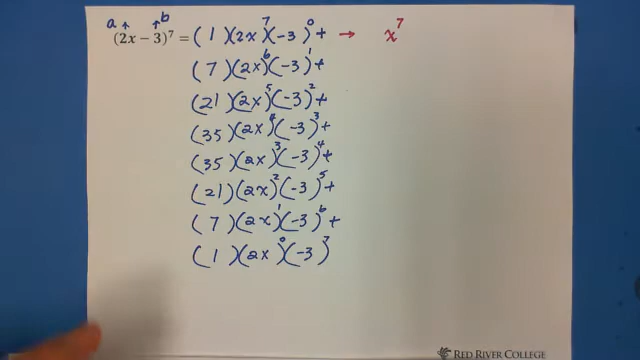 a ↑ ↑ b
(2x − 3)⁷ = ( 1 )(2x)⁷(−3)⁰ + → x⁷
( 7 )(2x)⁶(−3)¹ +
(21)(2x)⁵(−3)² +
(35)(2x)⁴(−3)³ +
(35)(2x)³(−3)⁴ +
(21)(2x)²(−3)⁵ +
( 7 )(2x)¹(−3)⁶ +
( 1 )(2x)⁰(−3)⁷
RED RIVER COLLEGE